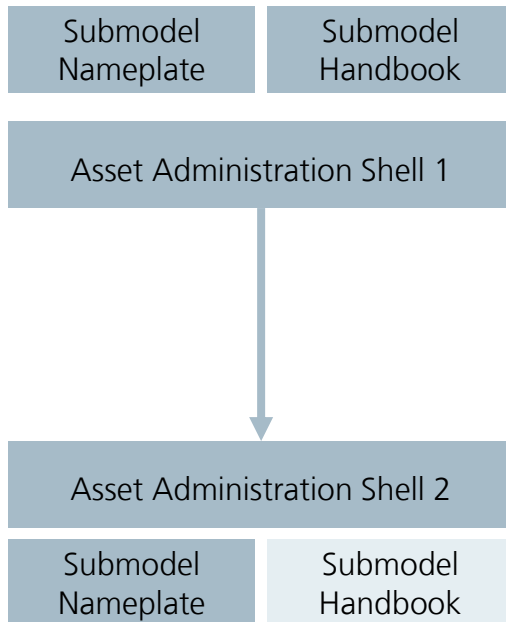 Submodel
Nameplate
Submodel
Handbook
Asset Administration Shell 1
Asset Administration Shell 2
Submodel
Nameplate
Submodel
Handbook